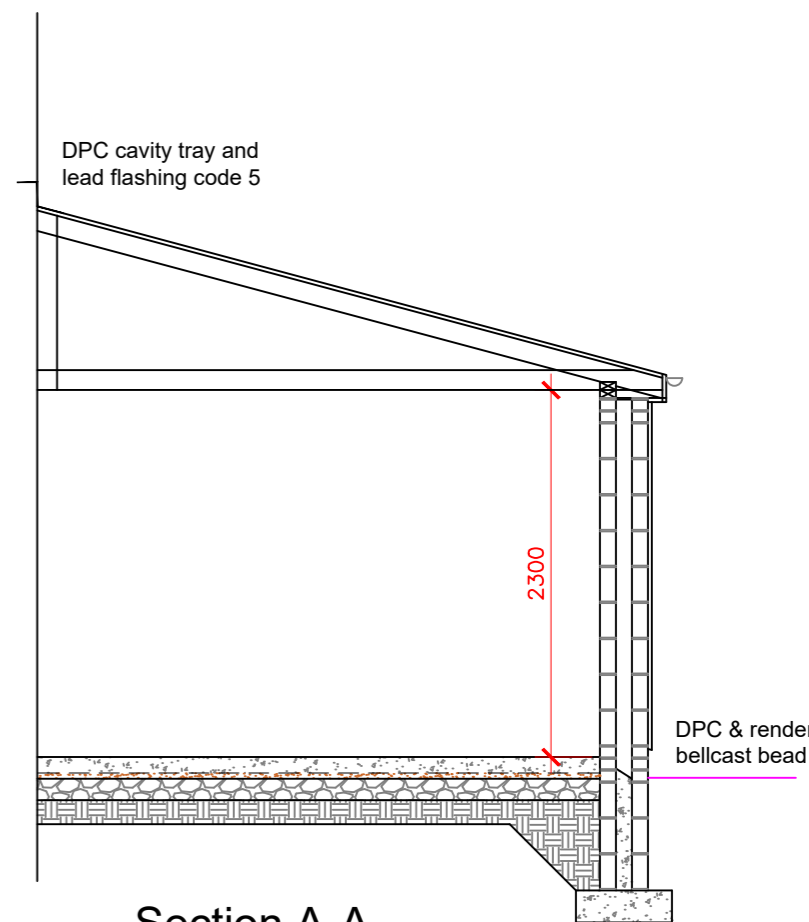 DPC cavity tray and
lead flashing code 5
2300
DPC & render
bellcast bead
Section A-A